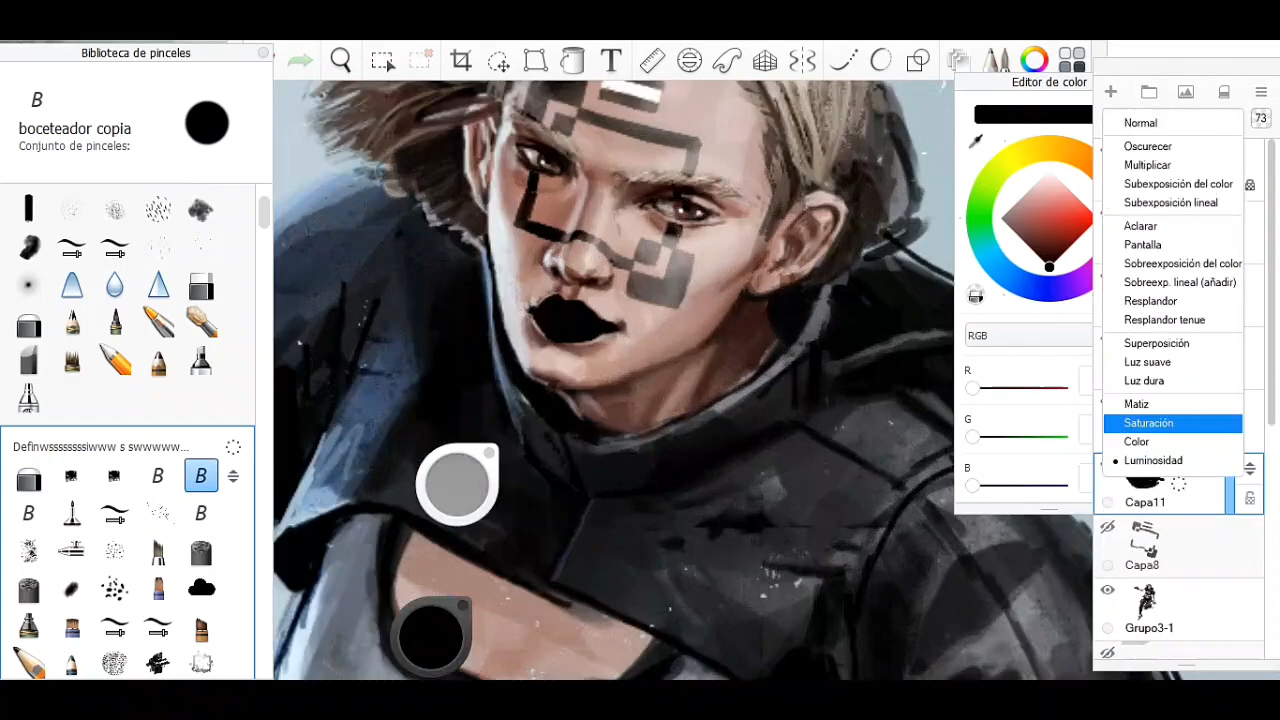 Biblioteca de pinceles
B
boceteador copia
Conjunto de pinceles:
Definwssssssssiwww s swwwww...
B
B
B
B
T
Editor de color
RGB
R
G
B
73
Normal
Oscurecer
Multiplicar
Subexposición del color
Subexposición lineal
Aclarar
Pantalla
Sobreexposición del color
Sobreexp. lineal (añadir)
Resplandor
Resplandor tenue
Superposición
Luz suave
Luz dura
Matiz
Saturación
Color
Luminosidad
Capa11
Capa8
Grupo3-1